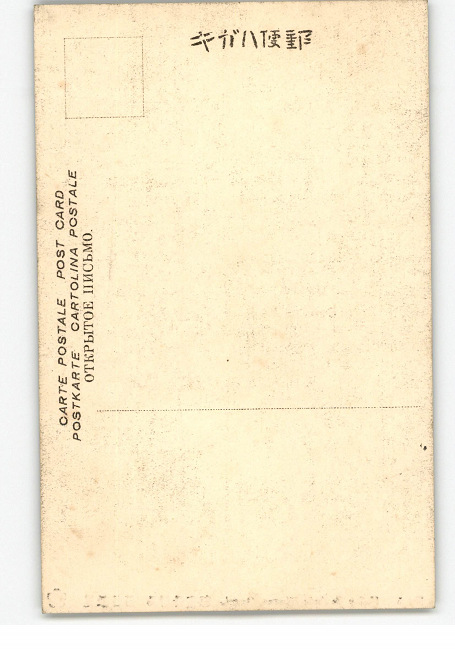 キガハ便郵
CARTE POSTALE POST CARD
POSTKARTE CARTOLINA POSTALE
ОТКРЫТОЕ ПИСЬМО.